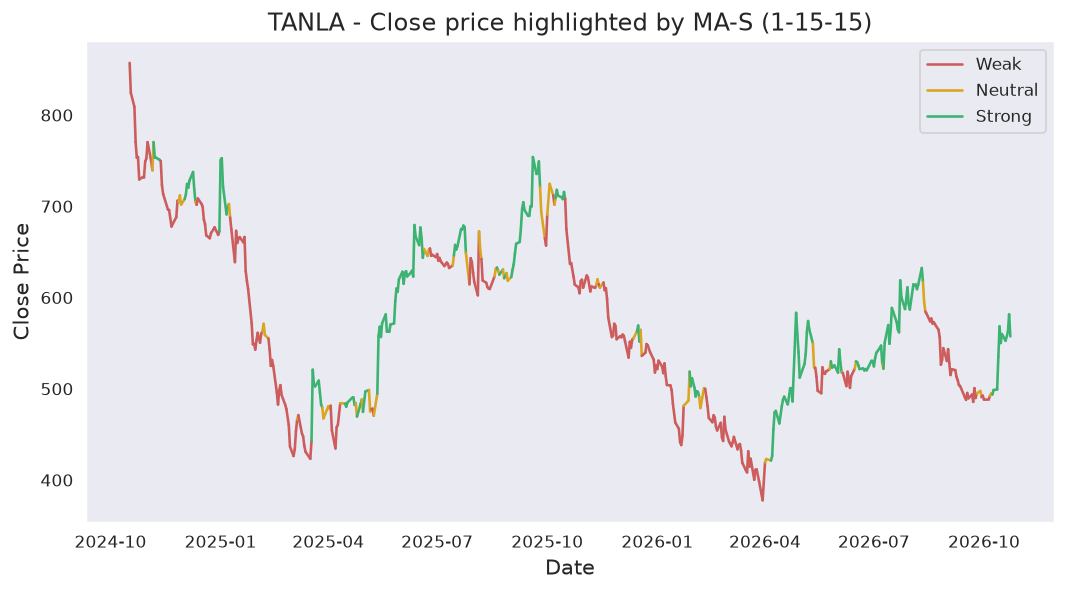 TANLA - Close price highlighted by MA-S (1-15-15)
Weak
Neutral
Strong
800
700
600
500
400
Close Price
2024-10 2025-01 2025-04 2025-07 2025-10 2026-01 2026-04 2026-07 2026-10
Date